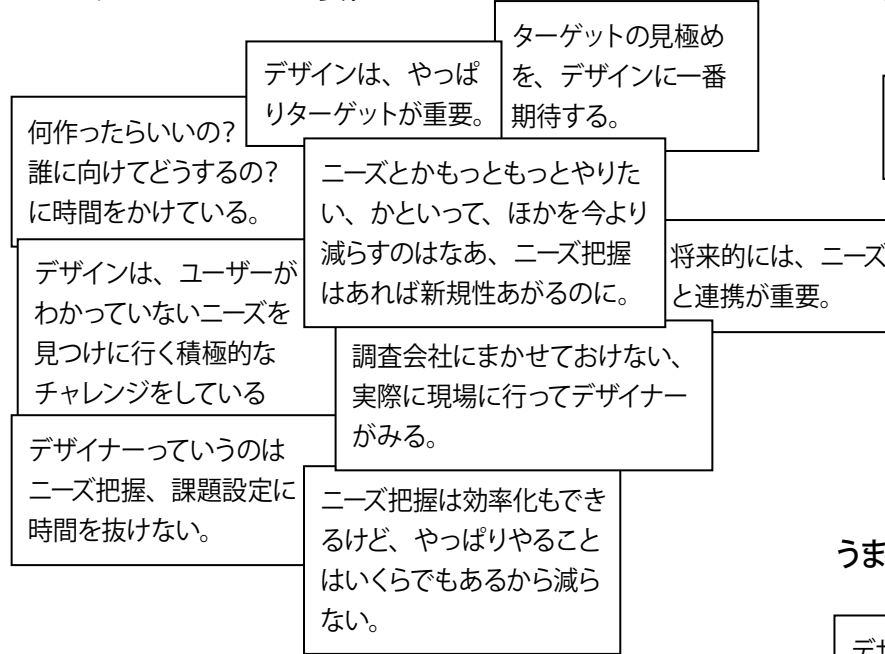 ターゲットの見極め
を、デザインに一番
期待する。
デザインは、やっぱ
りターゲットが重要。
何作ったらいいの?
誰に向けてどうするの?
に時間をかけている。
ニーズとかもっともっとやりた
い、かといって、ほかを今より
減らすのはなあ、ニーズ把握
はあれば新規性あがるのに。
将来的には、ニーズ
と連携が重要。
デザインは、ユーザーが
わかっていないニーズを
見つけに行く積極的な
チャレンジをしている
調査会社にまかせておけない、
実際に現場に行ってデザイナー
がみる。
デザイナーっていうのは
ニーズ把握、課題設定に
時間を抜けない。
ニーズ把握は効率化もでき
るけど、やっぱりやること
はいくらでもあるから減ら
ない。
うま
デ